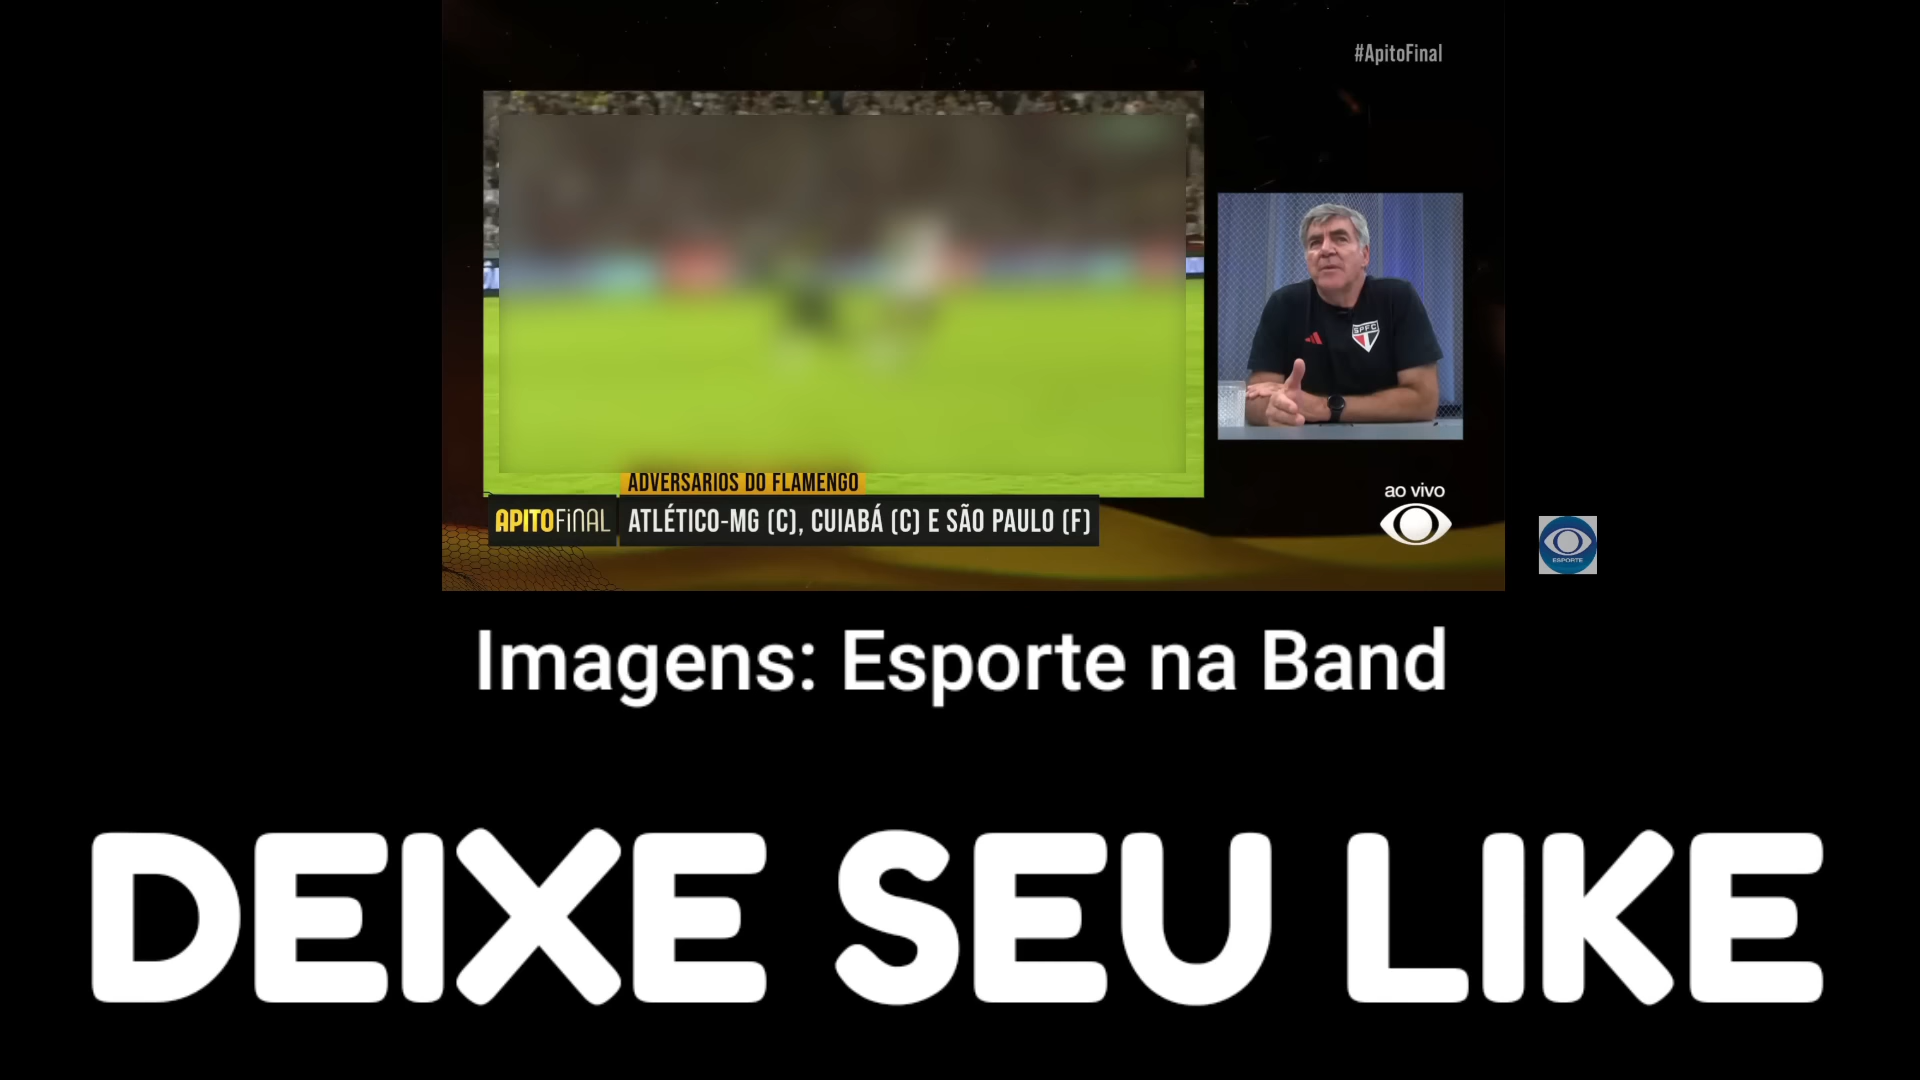 #ApitoFinal
SPFC
ADVERSARIOS DO FLAMENGO
APITOFINAL
ATLÉTICO-MG (C), CUIABÁ (C) E SÃO PAULO (F)
ao vivo
ESPORTE
Imagens: Esporte na Band
DEIXE SEU LIKE